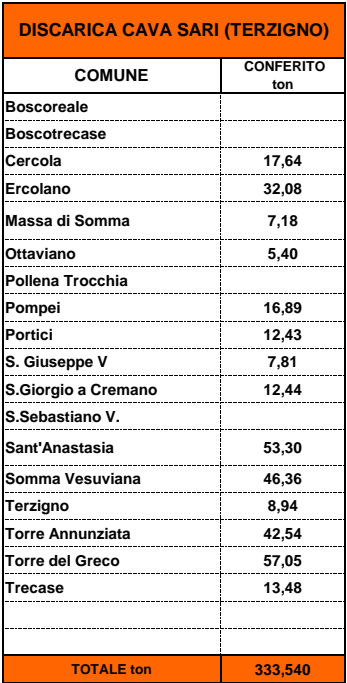 DISCARICA CAVA SARI (TERZIGNO)
COMUNE CONFERITO ton
Boscoreale
Boscotrecase
Cercola 17,64
Ercolano 32,08
Massa di Somma 7,18
Ottaviano 5,40
Pollena Trocchia
Pompei 16,89
Portici 12,43
S. Giuseppe V 7,81
S.Giorgio a Cremano 12,44
S.Sebastiano V.
Sant'Anastasia 53,30
Somma Vesuviana 46,36
Terzigno 8,94
Torre Annunziata 42,54
Torre del Greco 57,05
Trecase 13,48
TOTALE ton 333,540